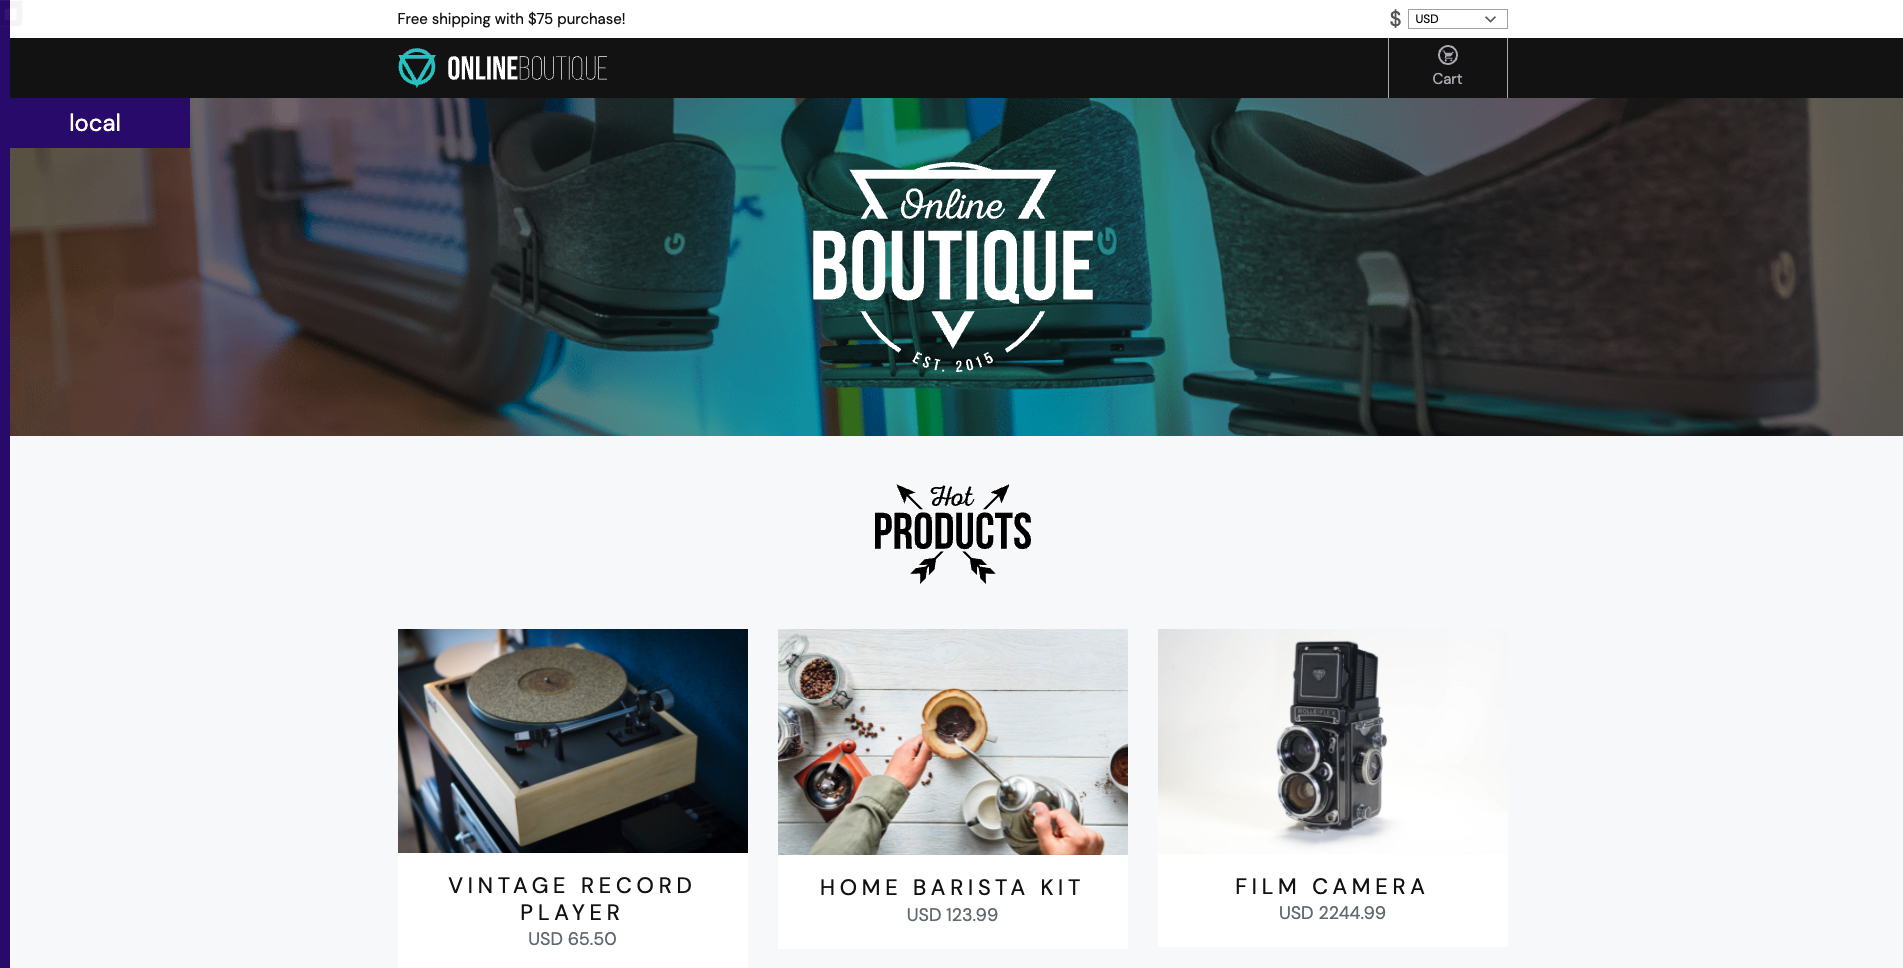 Free shipping with $75 purchase!
$ USD
ONLINEBOUTIQUE
Cart
local
Online
BOUTIQUE
EST. 2015
Hot
PRODUCTS
VINTAGE RECORD
PLAYER
USD 65.50
HOME BARISTA KIT
USD 123.99
FILM CAMERA
USD 2244.99